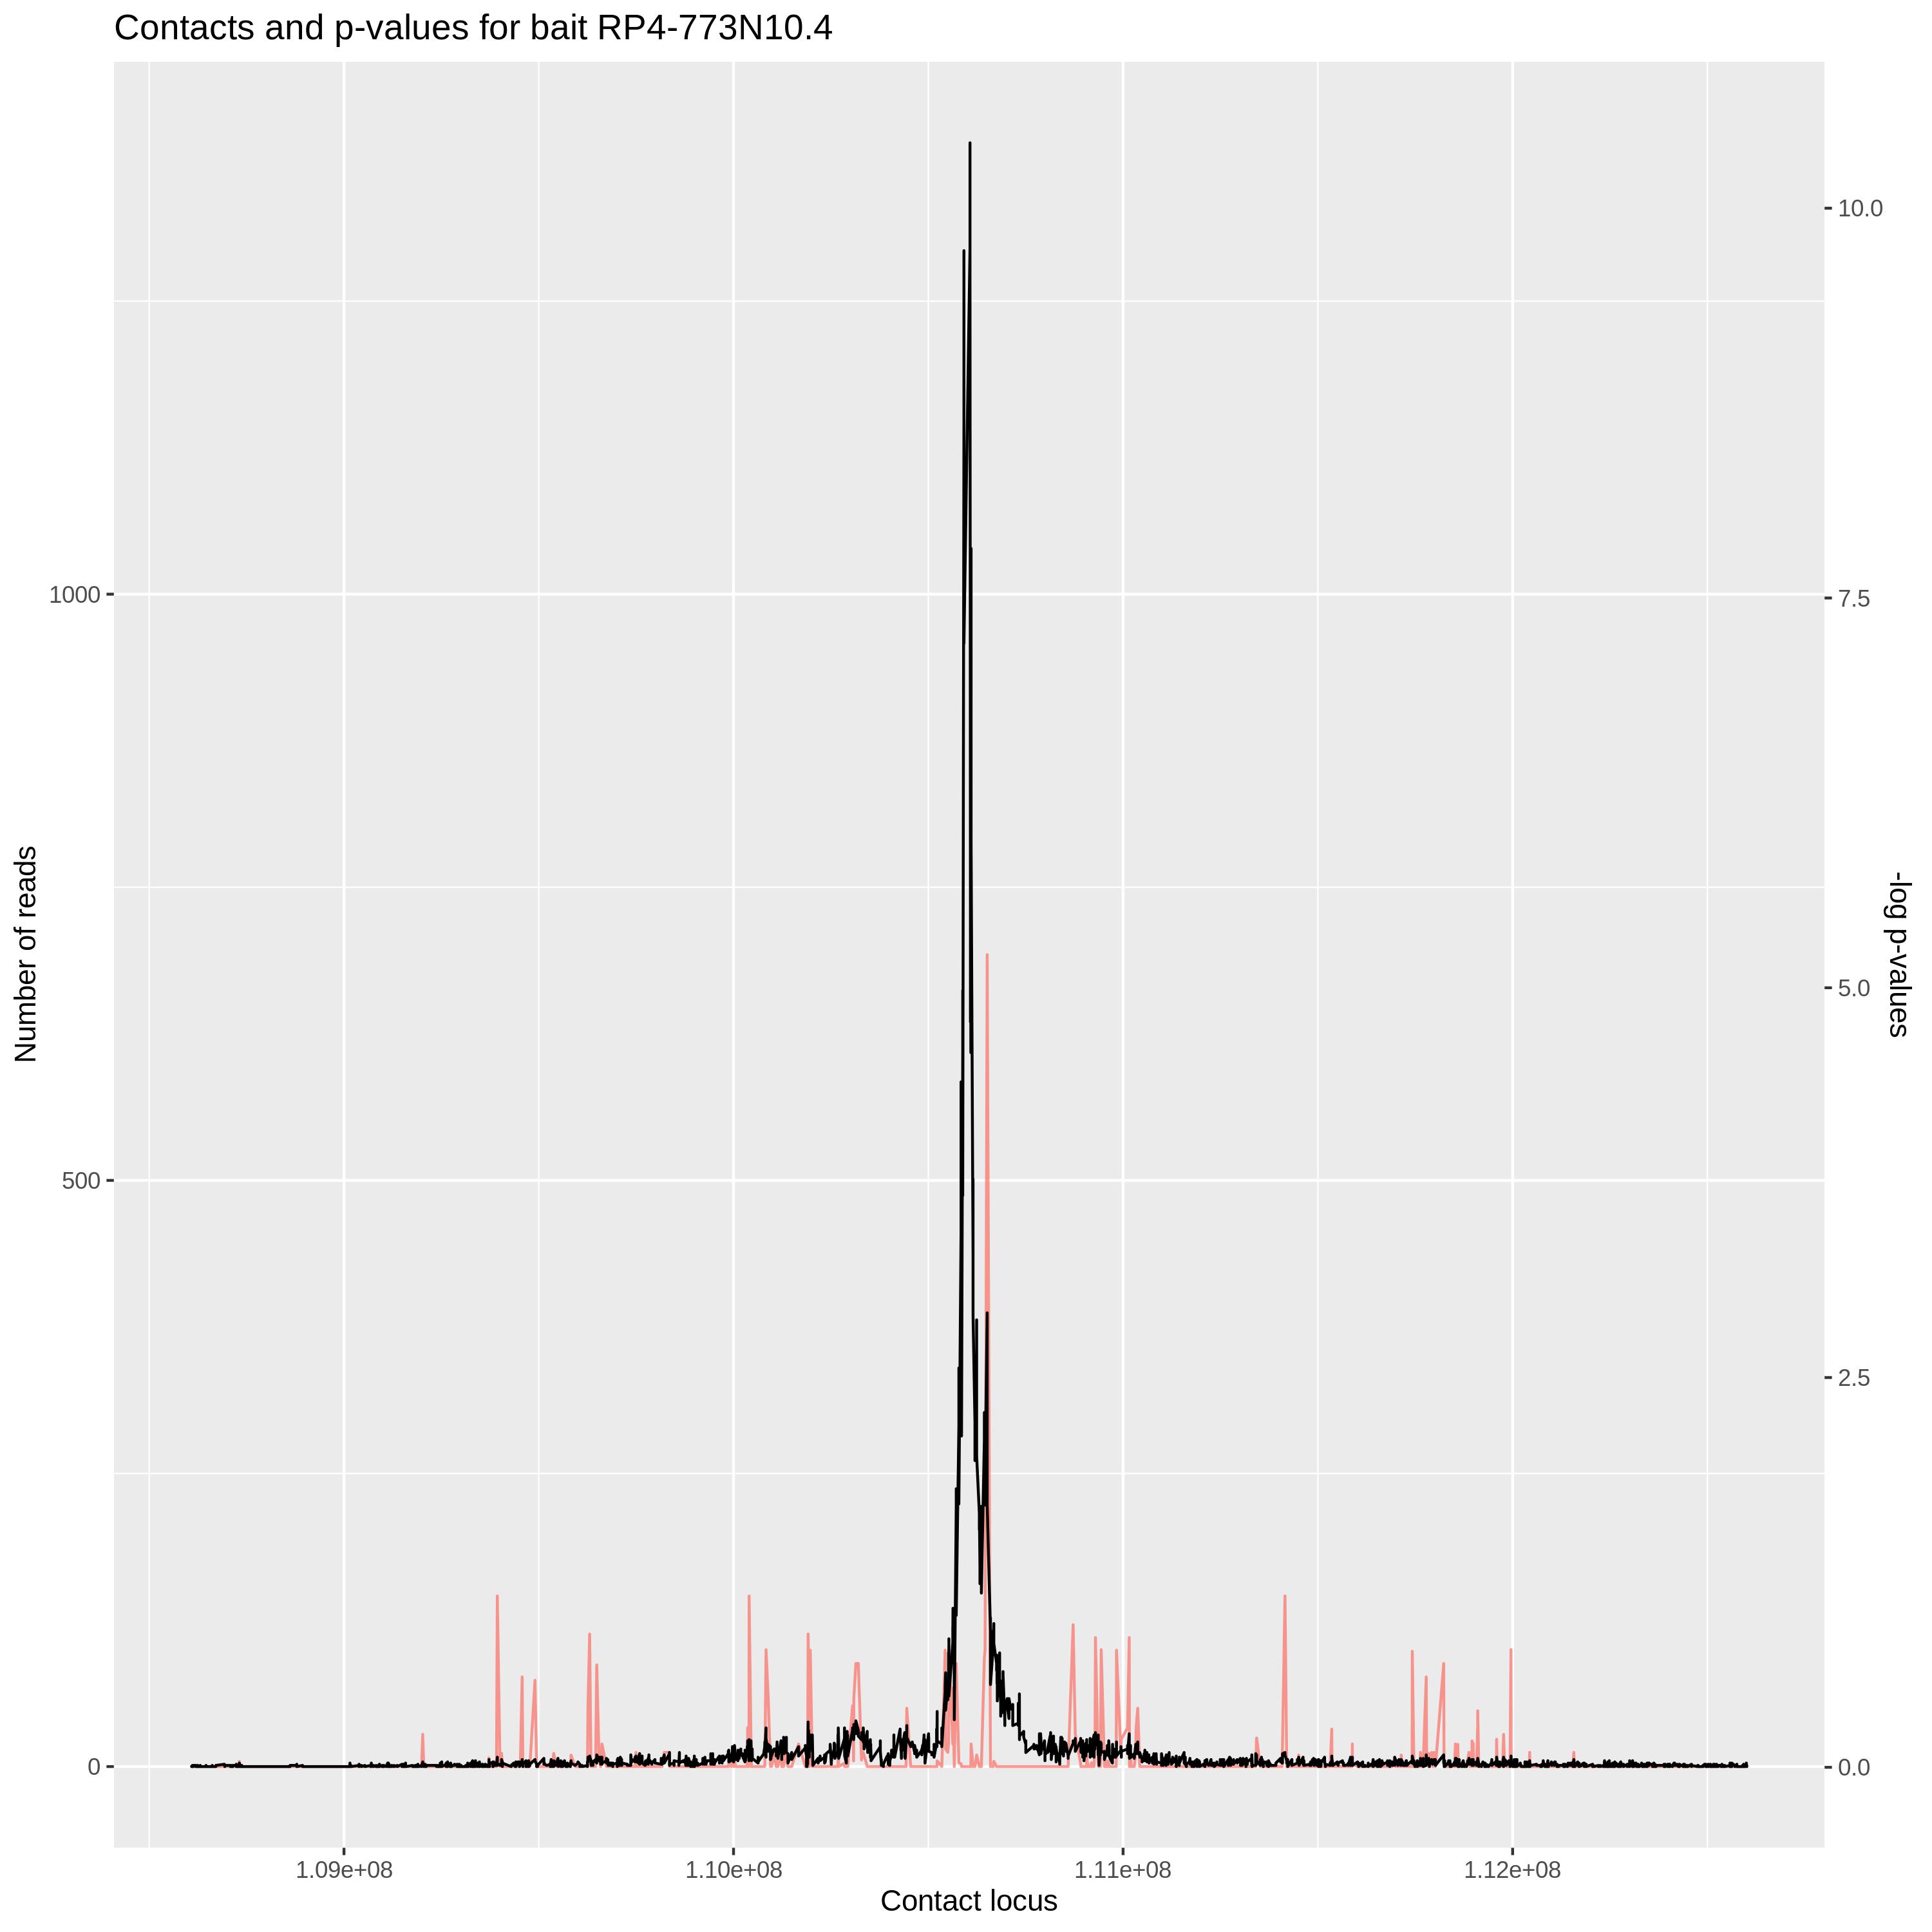 Contacts and p-values for bait RP4-773N10.4
Number of reads
1000
500
0
10.0
7.5
5.0
2.5
0.0
-log p-values
1.09e+08
1.10e+08
1.11e+08
1.12e+08
Contact locus